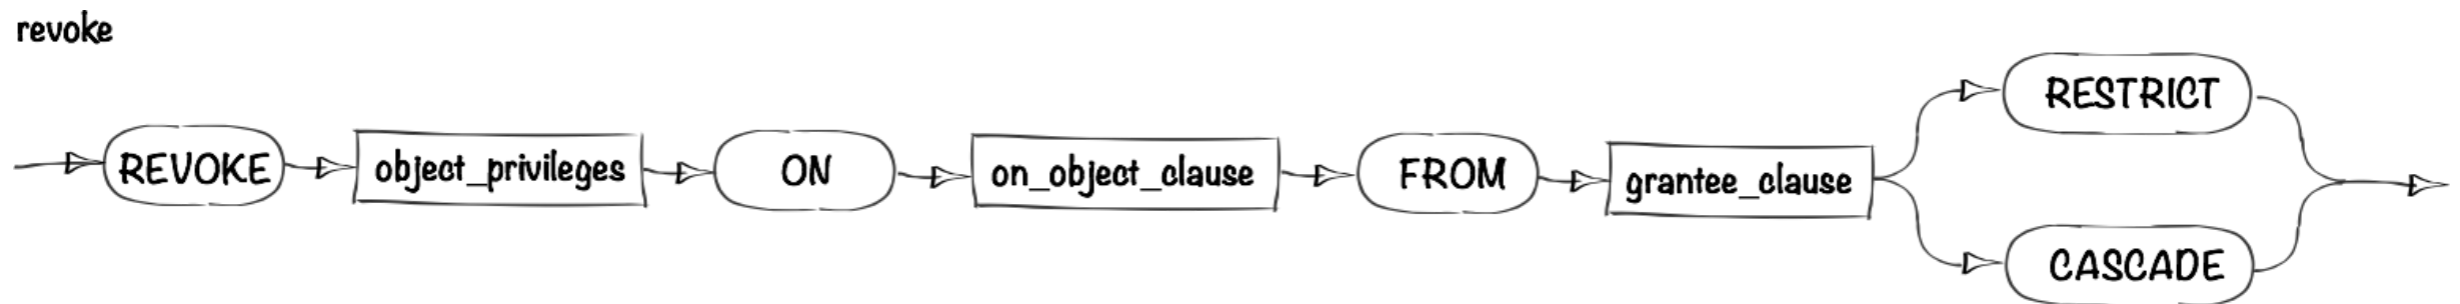 revoke
RESTRICT
REVOKE object_privileges ON on_object_clause FROM grantee_clause
CASCADE